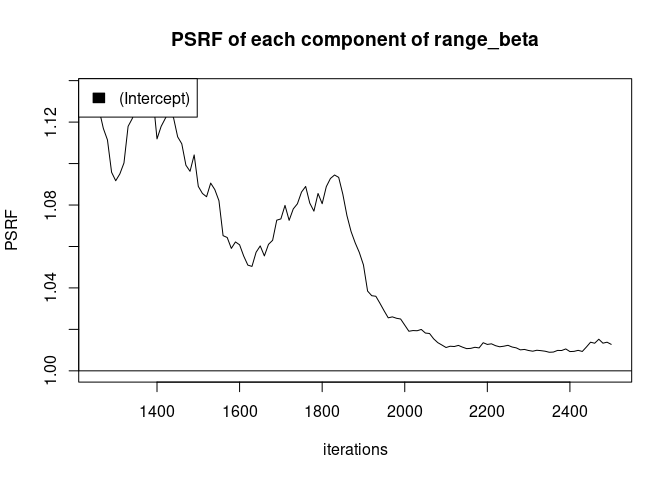 PSRF of each component of range_beta
(Intercept)
PSRF
1.12
1.08
1.04
1.00
1400 1600 1800 2000 2200 2400
iterations